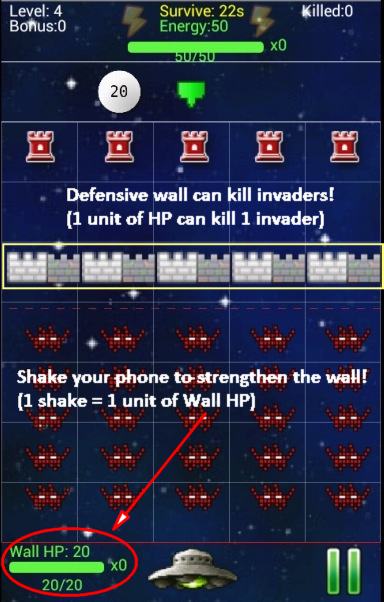 Level: 4
Survive: 22s
Killed:0
Bonus:0
Energy:50
x0
50/50
20
Defensive wall can kill invaders!
(1 unit of HP can kill 1 invader)
Shake your phone to strengthen the wall!
(1 shake = 1 unit of Wall HP)
Wall HP: 20
x0
20/20